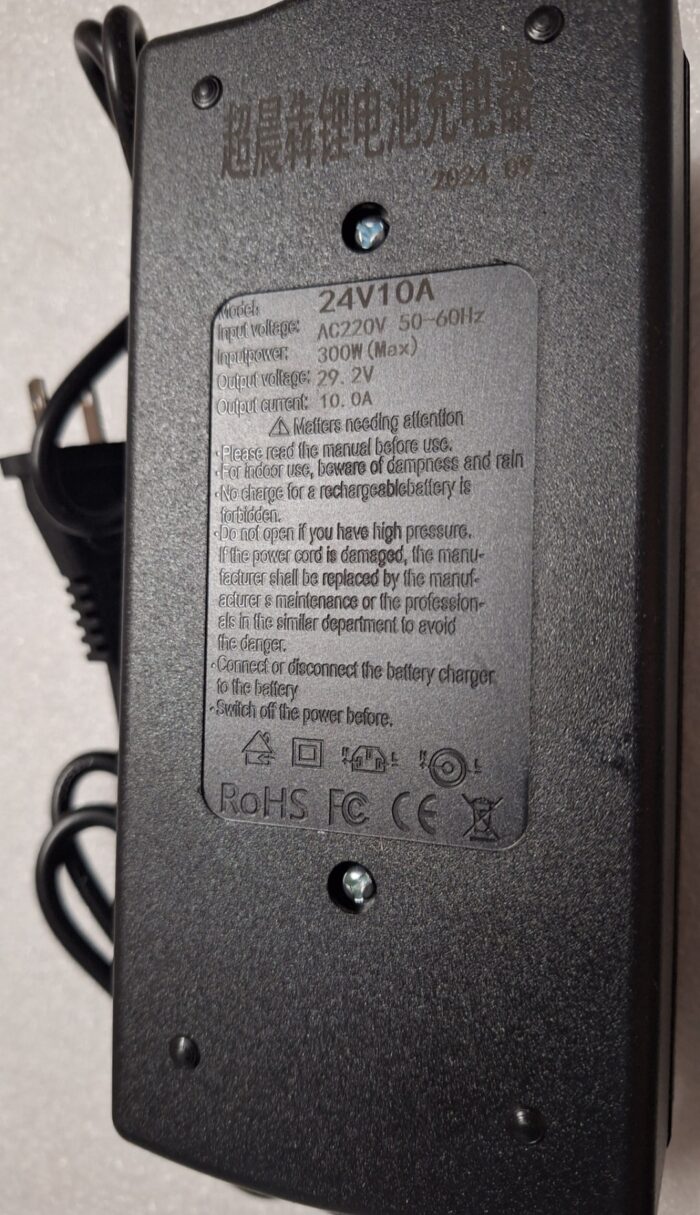 超晨犇锂电池充电器
2024 09
Model: 24V10A
Input voltage: AC220V 50-60Hz
Inputpower: 300W(Max)
Output voltage: 29.2V
Output current: 10.0A
⚠ Matters needing attention
·Please read the manual before use.
·For indoor use, beware of dampness and rain
·No charge for a rechargeablebattery is
forbidden.
·Do not open if you have high pressure.
If the power cord is damaged, the manu-
facturer shall be replaced by the manuf-
acturer s maintenance or the profession-
als in the similar department to avoid
the danger.
·Connect or disconnect the battery charger
to the battery
·Switch off the power before.
N L N L
RoHS FC CE